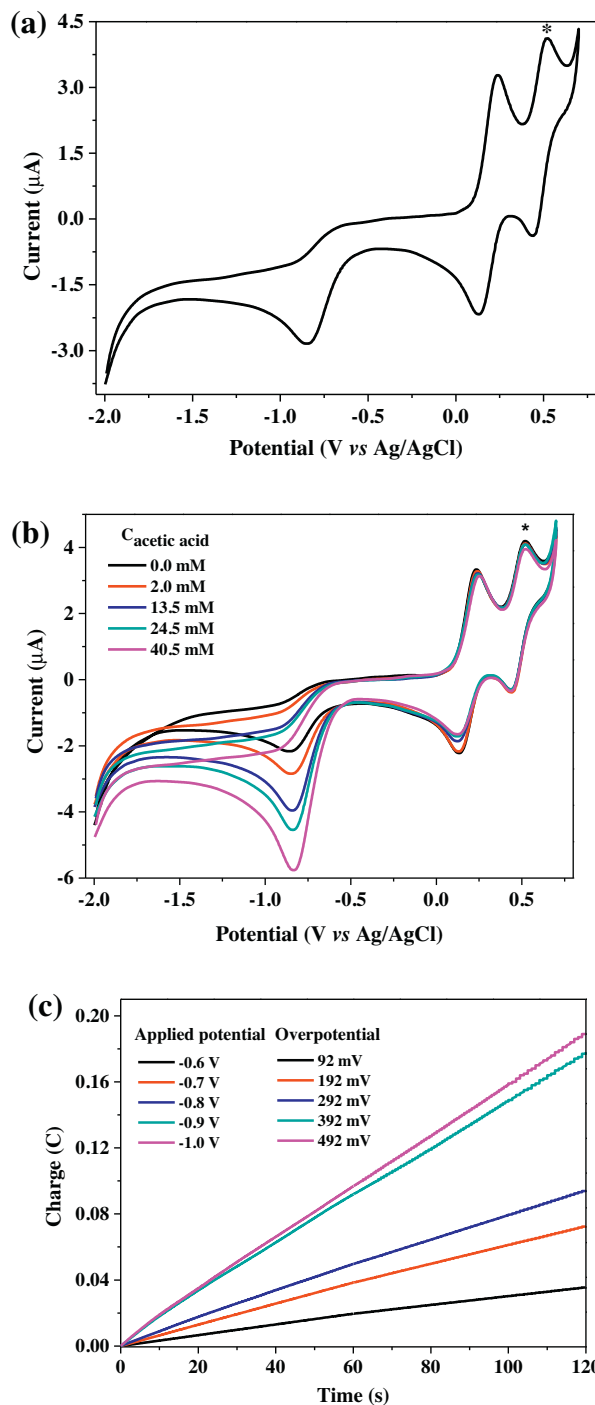 (a)
*
4.5
3.0
1.5
0.0
-1.5
-3.0
Current (μA)
-2.0 -1.5 -1.0 -0.5 0.0 0.5
Potential (V vs Ag/AgCl)
(b)
C acetic acid
0.0 mM
2.0 mM
13.5 mM
24.5 mM
40.5 mM
*
4
2
0
-2
-4
-6
Current (μA)
-2.0 -1.5 -1.0 -0.5 0.0 0.5
Potential (V vs Ag/AgCl)
(c)
Applied potential Overpotential
-0.6 V 92 mV
-0.7 V 192 mV
-0.8 V 292 mV
-0.9 V 392 mV
-1.0 V 492 mV
0.20
0.16
0.12
0.08
0.04
0.00
Charge (C)
0 20 40 60 80 100 120
Time (s)